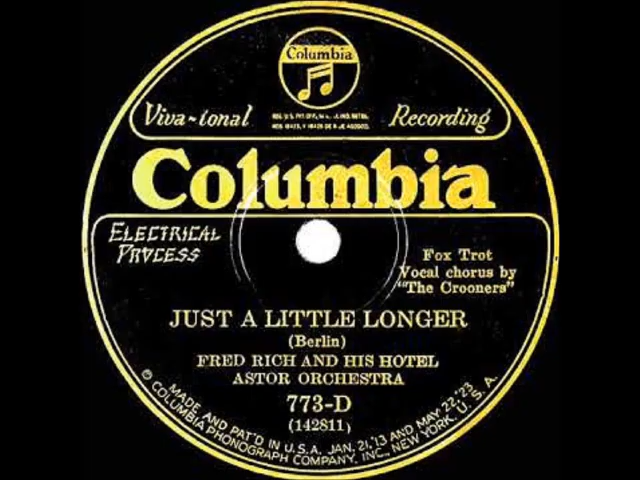 Columbia
Viva-tonal
Recording
Columbia
ELECTRICAL
PROCESS
Fox Trot
Vocal chorus by
"The Crooners"
JUST A LITTLE LONGER
(Berlin)
FRED RICH AND HIS HOTEL
ASTOR ORCHESTRA
773-D
(142811)
MADE AND PAT'D IN U.S.A. JAN. 21,'13 AND MAY 22,'23
© COLUMBIA PHONOGRAPH COMPANY, INC., NEW YORK, U.S.A.